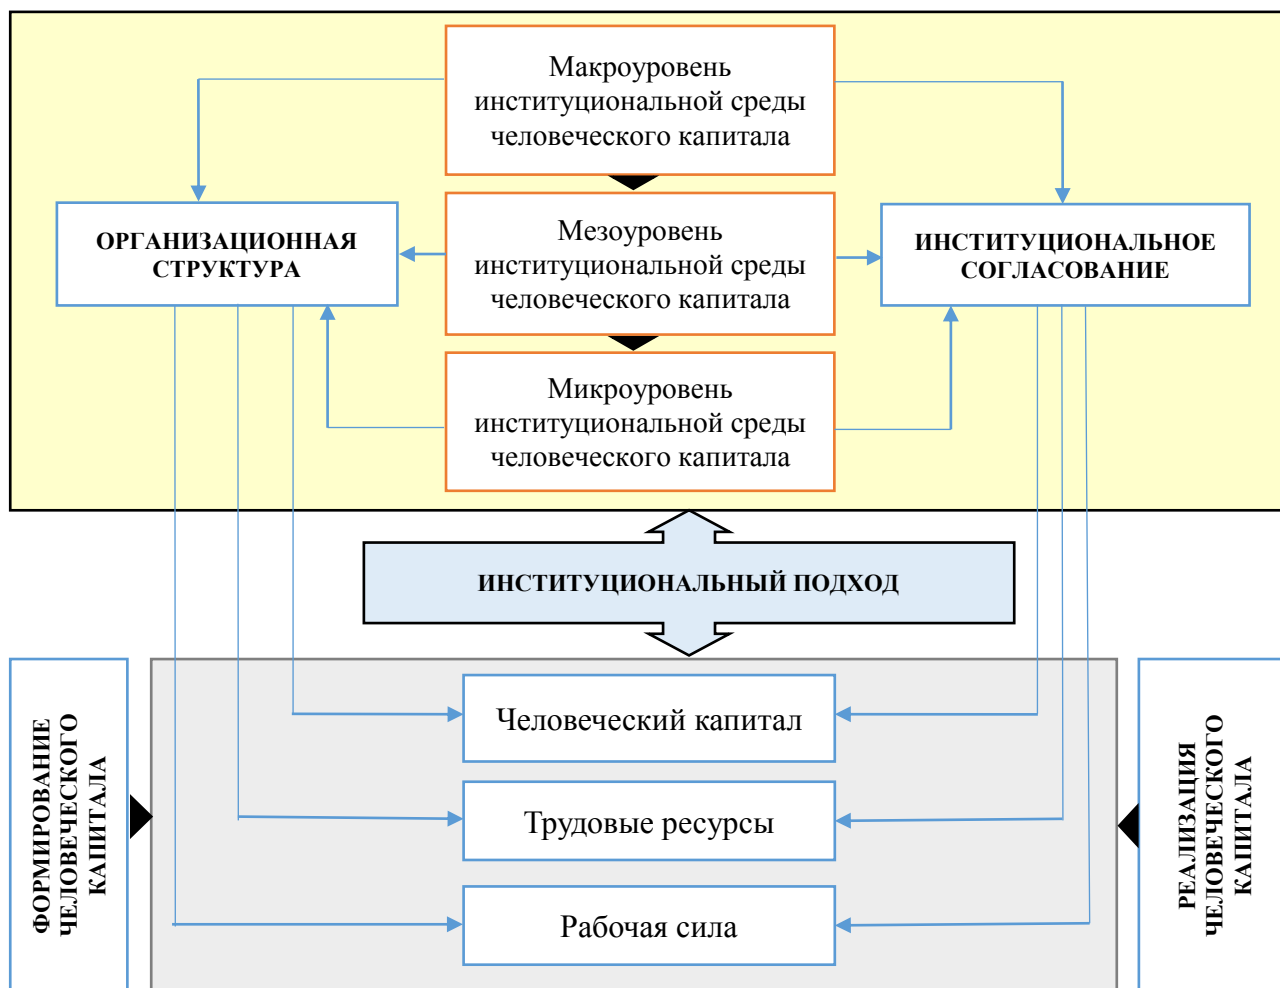 Макроуровень
институциональной среды
человеческого капитала
ОРГАНИЗАЦИОННАЯ
СТРУКТУРА
Мезоуровень
институциональной среды
человеческого капитала
ИНСТИТУЦИОНАЛЬНОЕ
СОГЛАСОВАНИЕ
Микроуровень
институциональной среды
человеческого капитала
ИНСТИТУЦИОНАЛЬНЫЙ ПОДХОД
ФОРМИРОВАНИЕ
ЧЕЛОВЕЧЕСКОГО
КАПИТАЛА
Человеческий капитал
Трудовые ресурсы
Рабочая сила
РЕАЛИЗАЦИЯ
ЧЕЛОВЕЧЕСКОГО
КАПИТАЛА